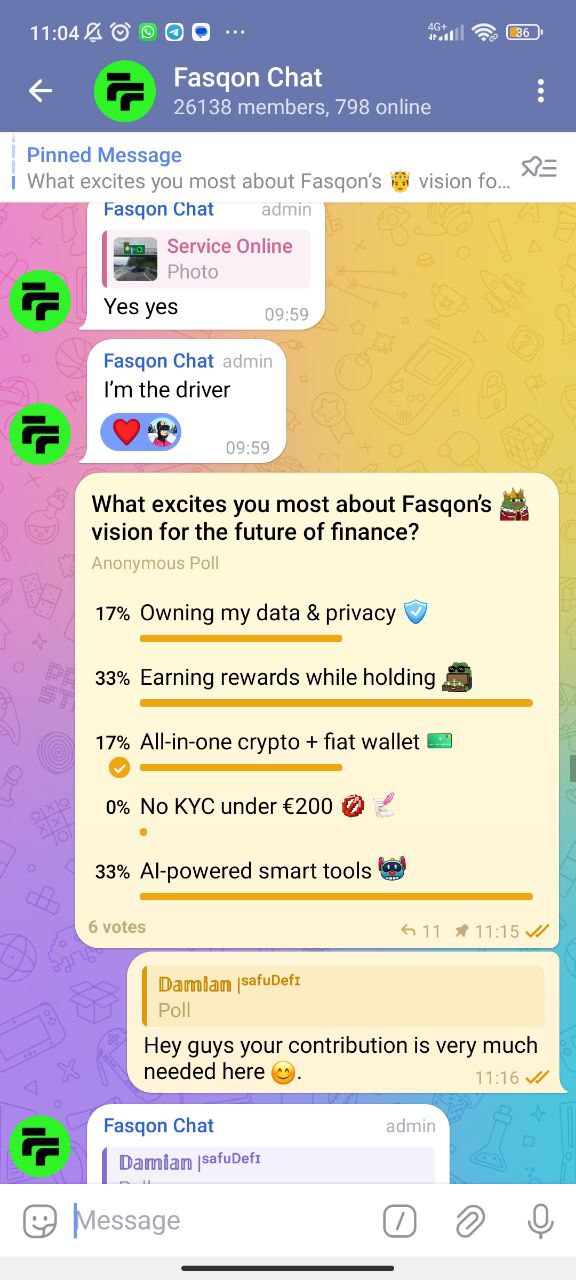 11:04
4G+
36
Fasqon Chat
26138 members, 798 online
Pinned Message
What excites you most about Fasqon's 🤴 vision fo...
Fasqon Chat admin
Service Online
Photo
Yes yes
09:59
Fasqon Chat admin
I'm the driver
09:59
What excites you most about Fasqon's
vision for the future of finance?
Anonymous Poll
17% Owning my data & privacy
33% Earning rewards while holding
17% All-in-one crypto + fiat wallet
0% No KYC under €200
33% AI-powered smart tools
6 votes
11 11:15
Damian |safuDefɪ
Poll
Hey guys your contribution is very much
needed here 😊.
11:16
Fasqon Chat admin
Damian |safuDefɪ
Message